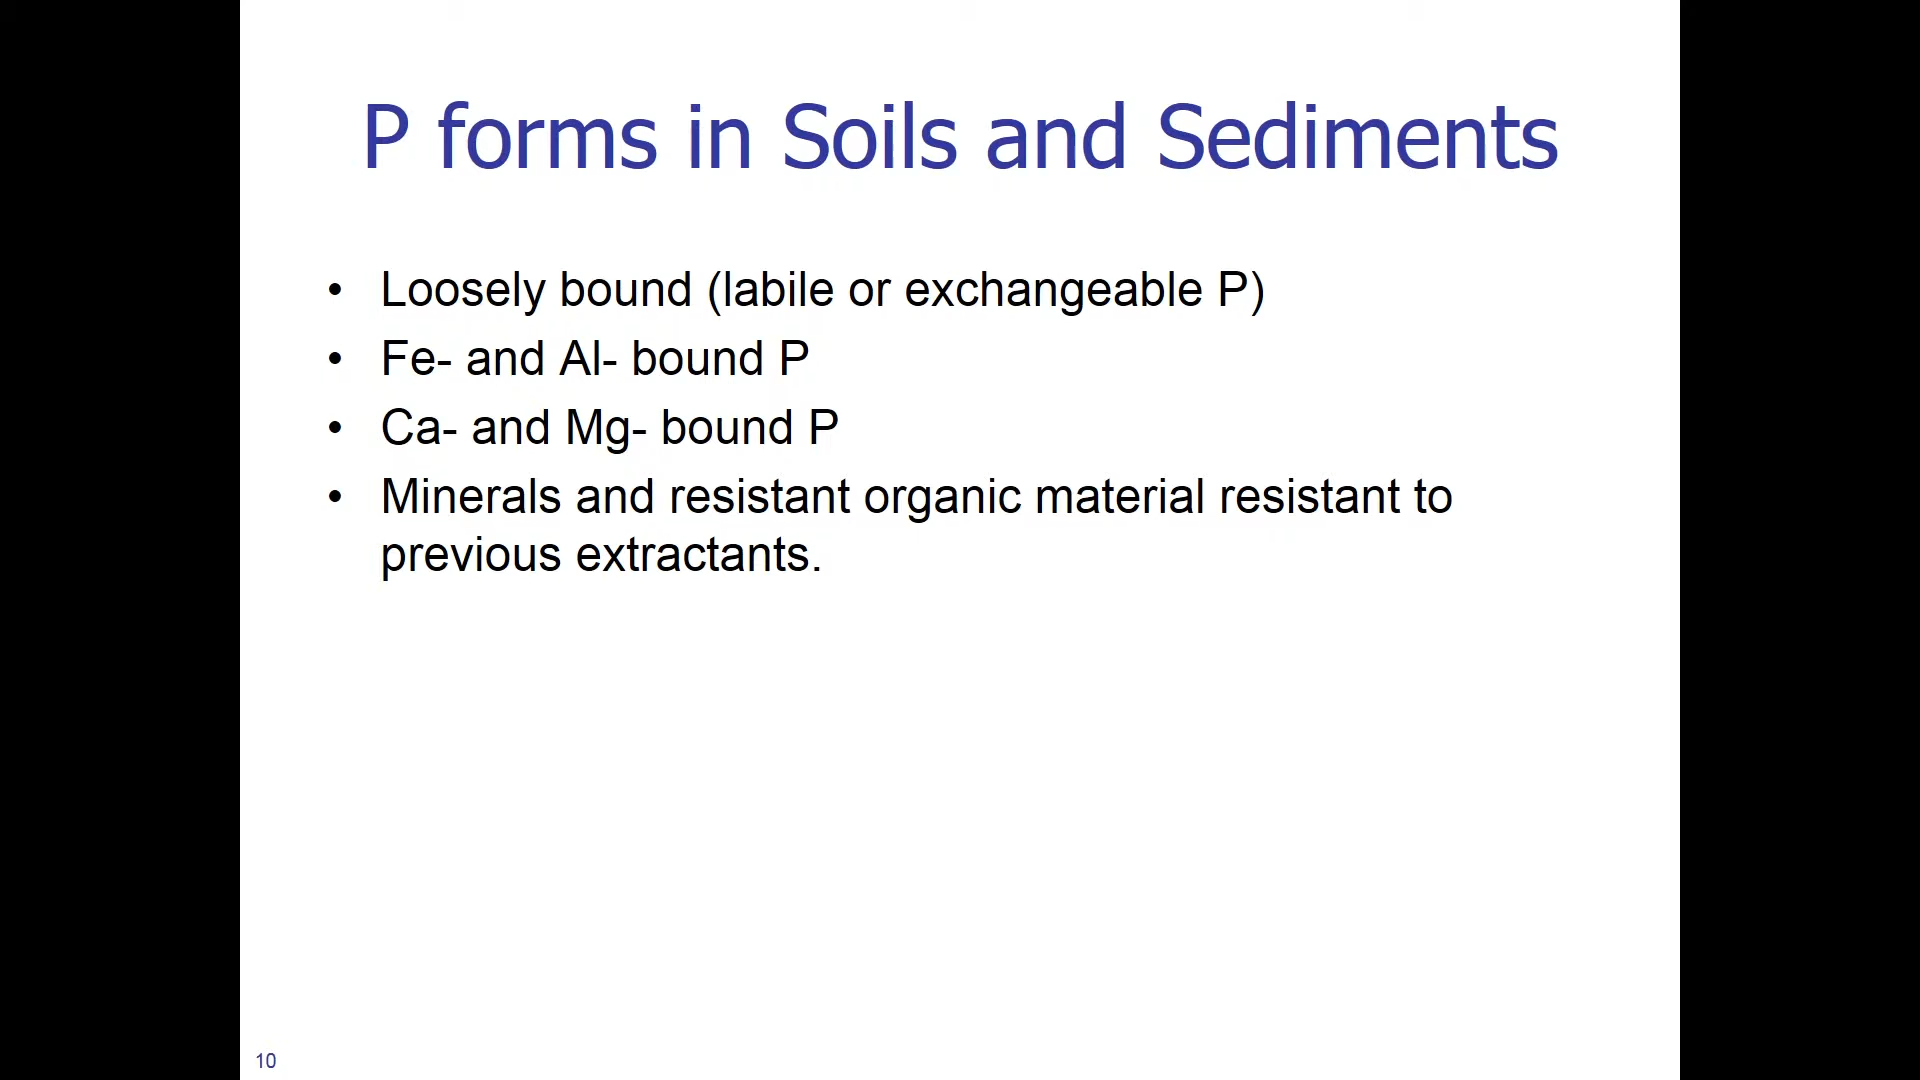 P forms in Soils and Sediments
• Loosely bound (labile or exchangeable P)
• Fe- and Al- bound P
• Ca- and Mg- bound P
• Minerals and resistant organic material resistant to
previous extractants.
10